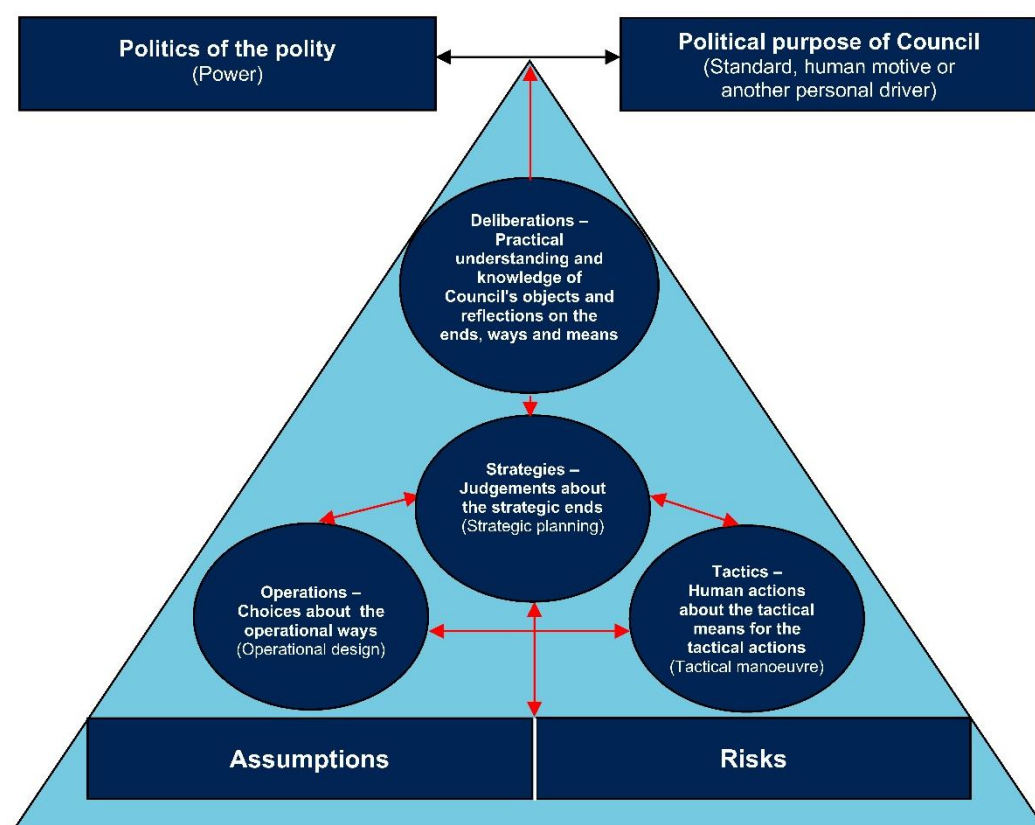 Politics of the polity
(Power)
Political purpose of Council
(Standard, human motive or
another personal driver)
Deliberations –
Practical
understanding and
knowledge of
Council's objects and
reflections on the
ends, ways and means
Strategies –
Judgements about
the strategic ends
(Strategic planning)
Operations –
Choices about the
operational ways
(Operational design)
Tactics –
Human actions
about the tactical
means for the
tactical actions
(Tactical manoeuvre)
Assumptions
Risks